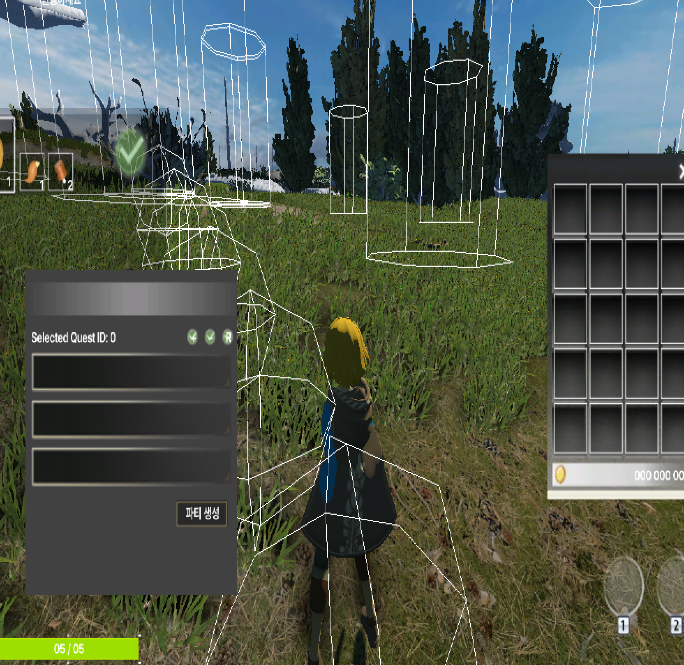 2
Selected Quest ID: 0
R
X
파티 생성
000 000 00
1
2
05 / 05